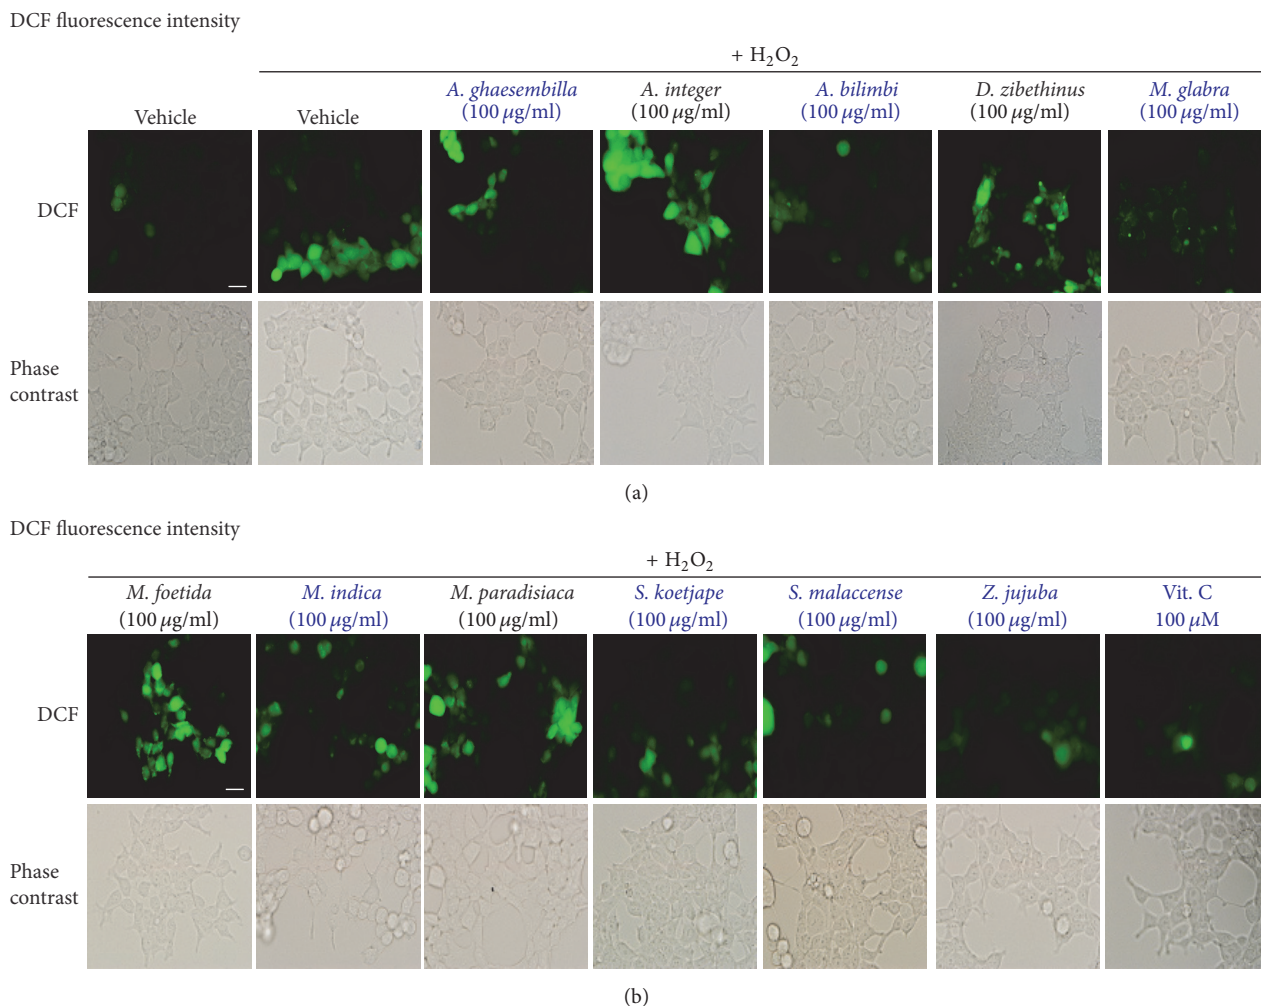 DCF fluorescence intensity
+ H₂O₂
Vehicle
Vehicle
A. ghaesembilla
(100 μg/ml)
A. integer
(100 μg/ml)
A. bilimbi
(100 μg/ml)
D. zibethinus
(100 μg/ml)
M. glabra
(100 μg/ml)
DCF
Phase
contrast
(a)
DCF fluorescence intensity
+ H₂O₂
M. foetida
(100 μg/ml)
M. indica
(100 μg/ml)
M. paradisiaca
(100 μg/ml)
S. koetjape
(100 μg/ml)
S. malaccense
(100 μg/ml)
Z. jujuba
(100 μg/ml)
Vit. C
100 μM
DCF
Phase
contrast
(b)